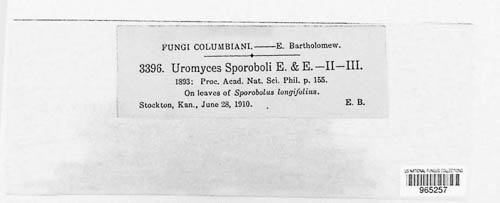 FUNGI COLUMBIANI.——E. Bartholomew.
3396. Uromyces Sporoboli E. & E.—II—III.
1893: Proc. Acad. Nat. Sci. Phil. p. 155.
On leaves of Sporobolus longifolius.
Stockton, Kan., June 28, 1910. E. B.
US NATIONAL FUNGUS COLLECTIONS
965257